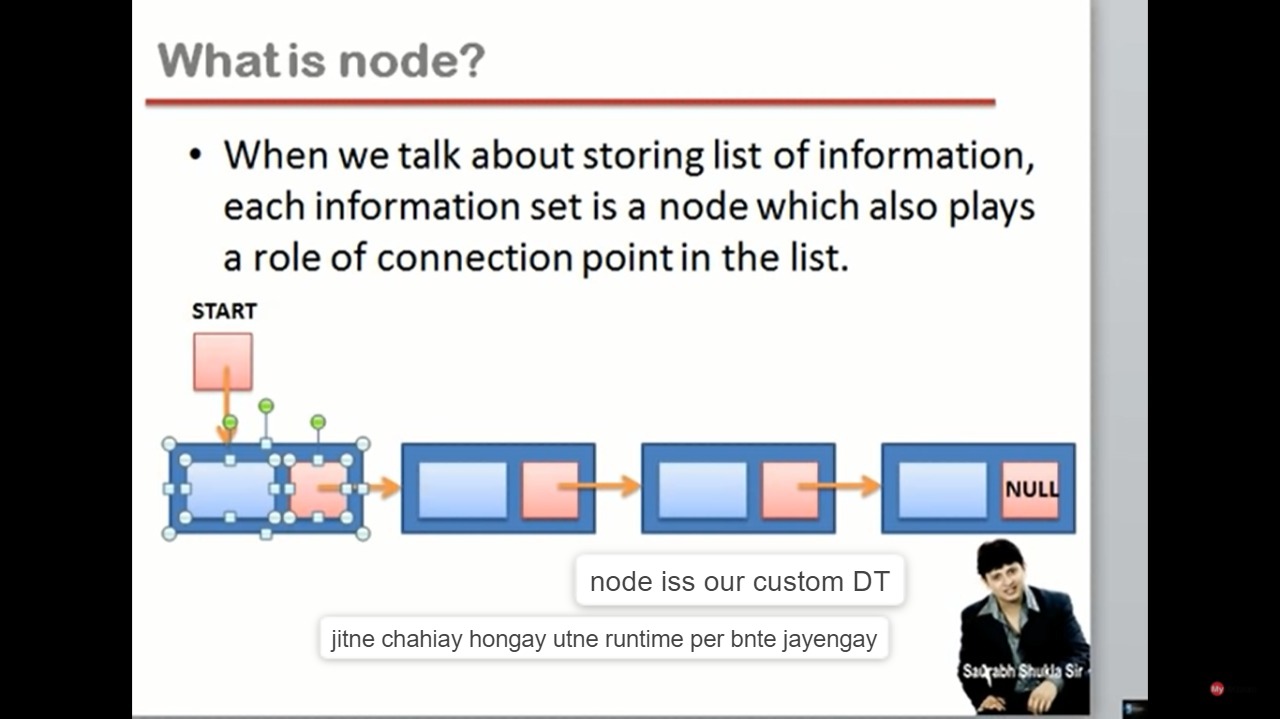 What is node?
• When we talk about storing list of information,
each information set is a node which also plays
a role of connection point in the list.
START
NULL
node iss our custom DT
jitne chahiay hongay utne runtime per bnte jayengay
Saurabh Shukla Sir
My